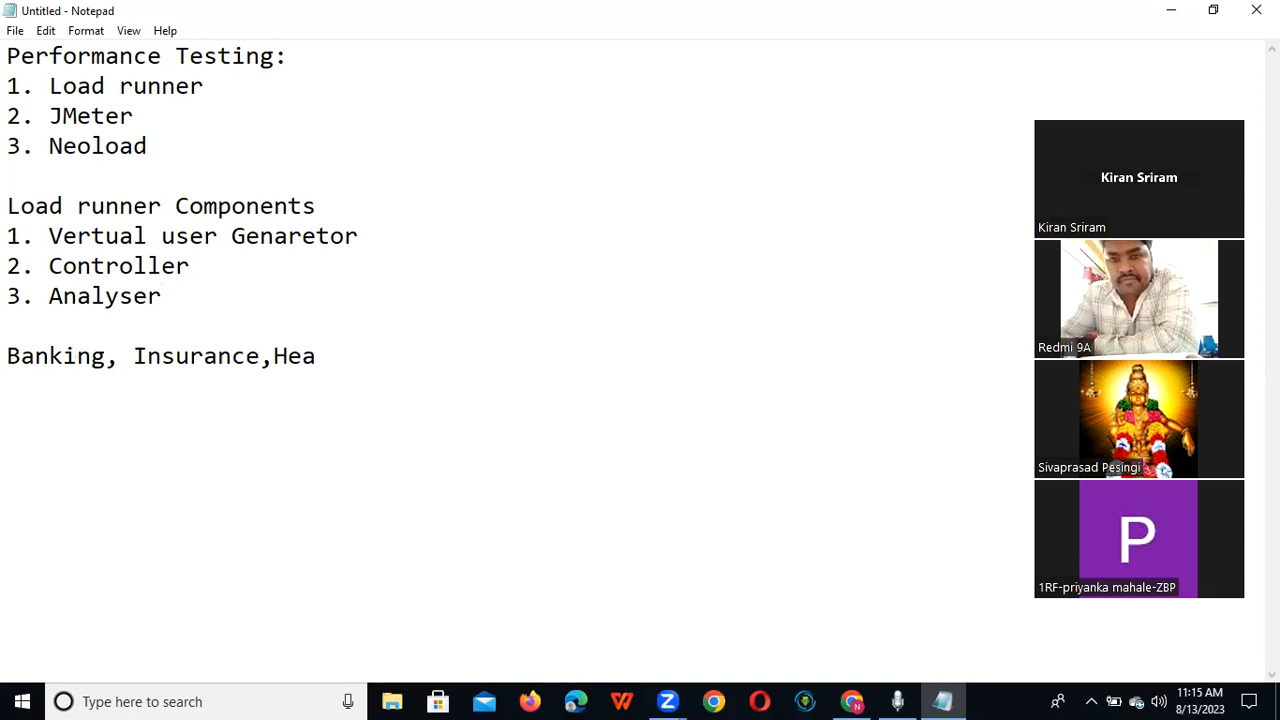 Untitled - Notepad
File Edit Format View Help
Performance Testing:
1. Load runner
2. JMeter
3. Neoload
Load runner Components
1. Vertual user Genaretor
2. Controller
3. Analyser
Banking, Insurance,Hea
Kiran Sriram
Kiran Sriram
Redmi 9A
Sivaprasad Pesingi
P
1RF-priyanka mahale-ZBP
Type here to search
11:15 AM
8/13/2023